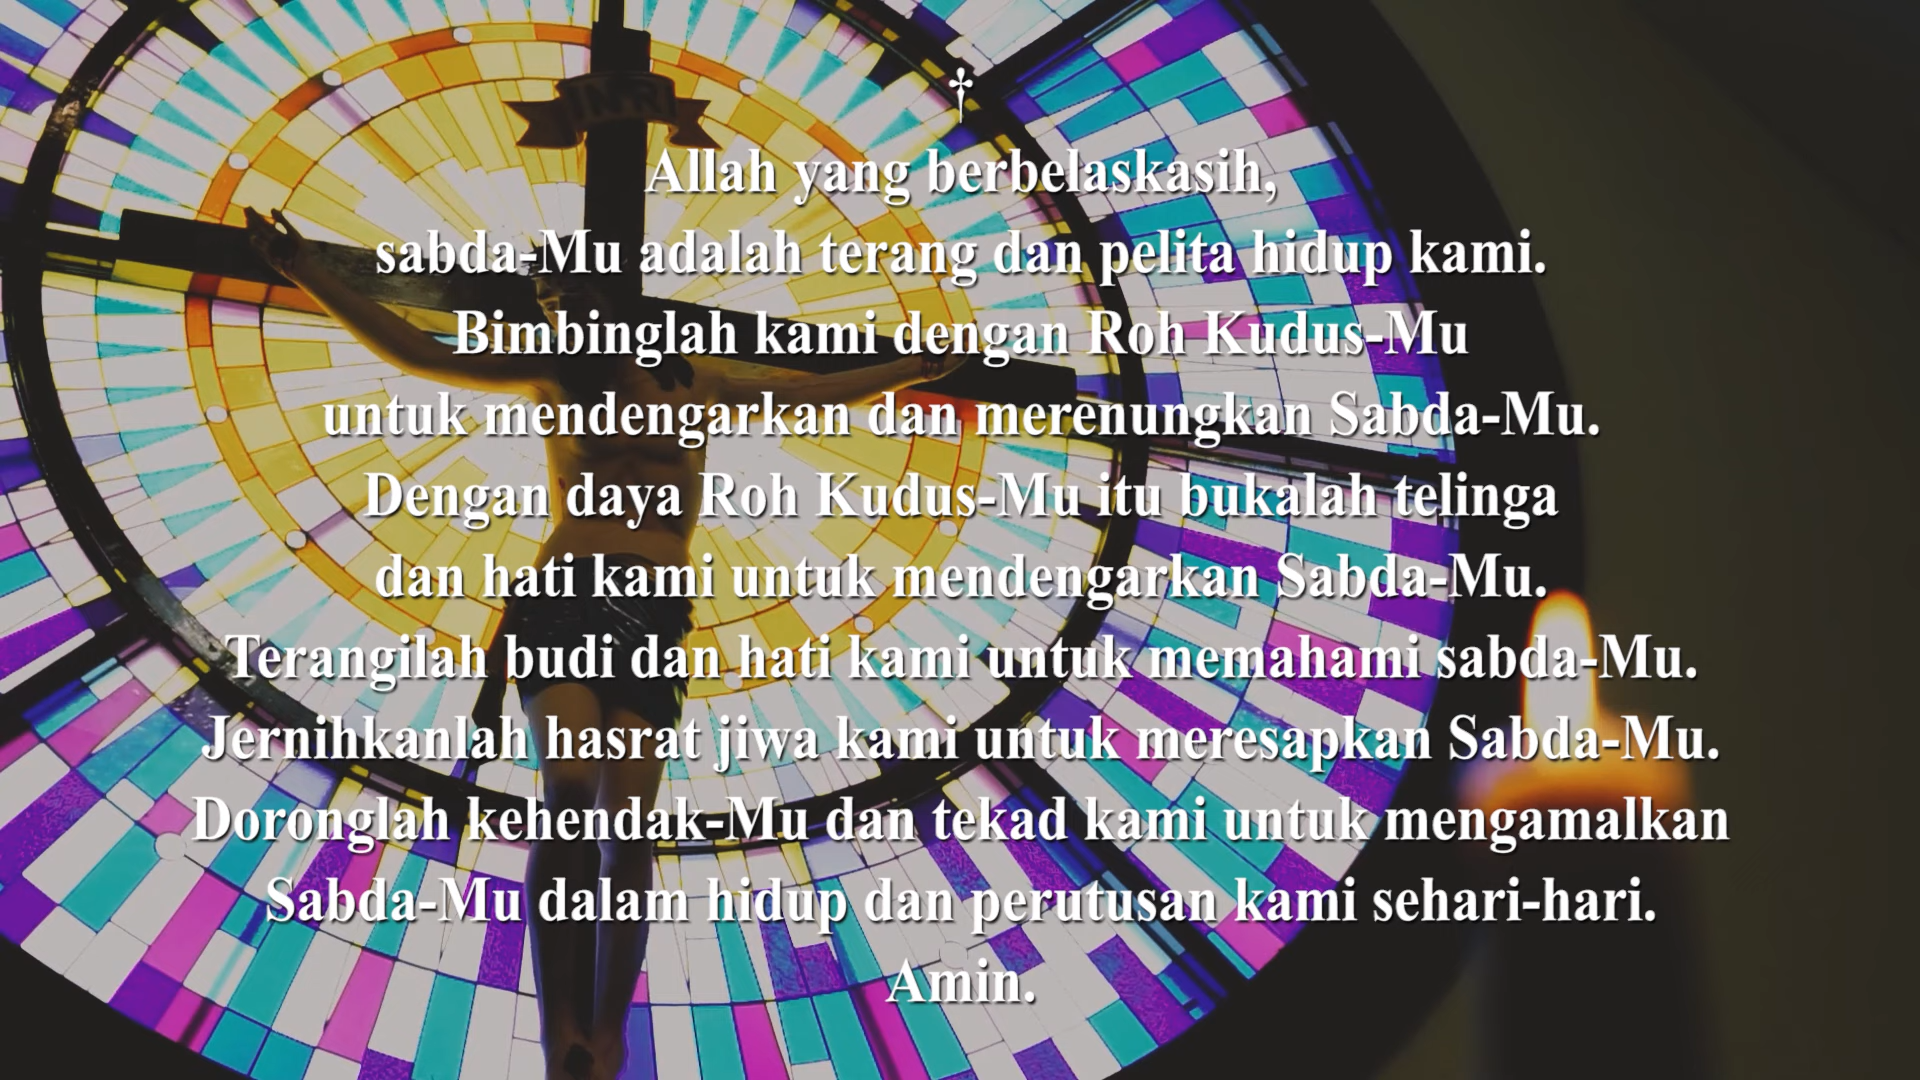 INRI
†
Allah yang berbelaskasih,
sabda-Mu adalah terang dan pelita hidup kami.
Bimbinglah kami dengan Roh Kudus-Mu
untuk mendengarkan dan merenungkan Sabda-Mu.
Dengan daya Roh Kudus-Mu itu bukalah telinga
dan hati kami untuk mendengarkan Sabda-Mu.
Terangilah budi dan hati kami untuk memahami sabda-Mu.
Jernihkanlah hasrat jiwa kami untuk meresapkan Sabda-Mu.
Doronglah kehendak-Mu dan tekad kami untuk mengamalkan
Sabda-Mu dalam hidup dan perutusan kami sehari-hari.
Amin.